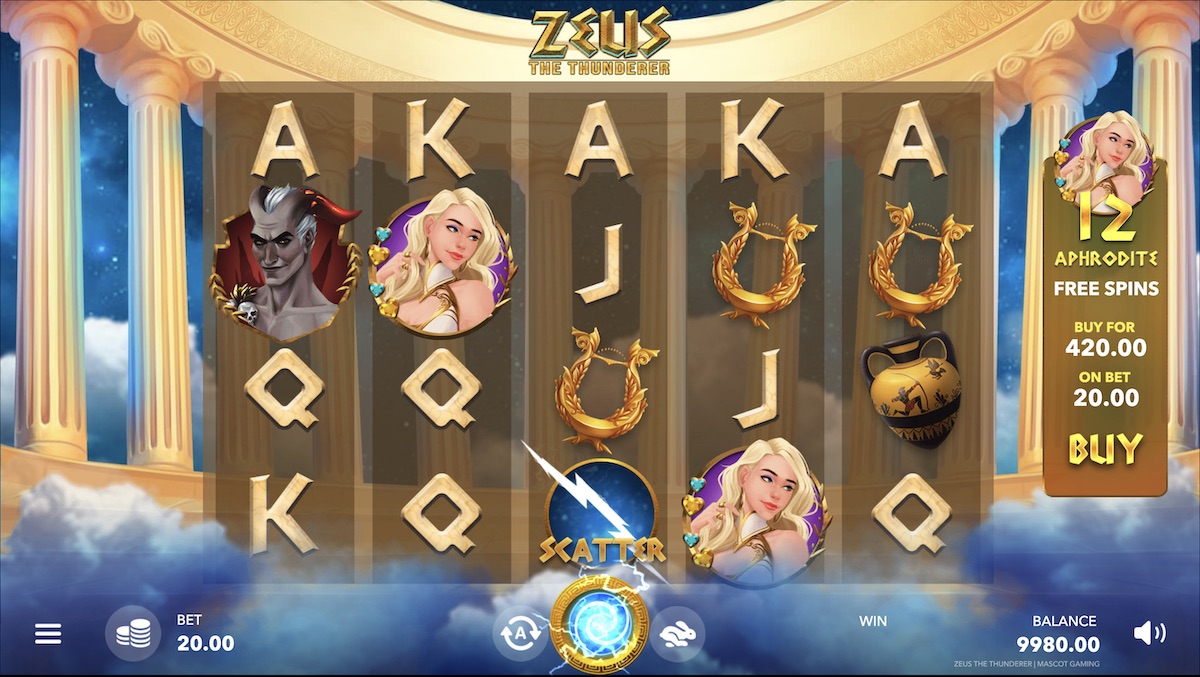 ZEUS
THE THUNDERER
A K A K A
J
Q Q J
K Q SCATTER Q
12
APHRODITE
FREE SPINS
BUY FOR
420.00
ON BET
20.00
BUY
BET
20.00
A
WIN
BALANCE
9980.00
ZEUS THE THUNDERER | MASCOT GAMING